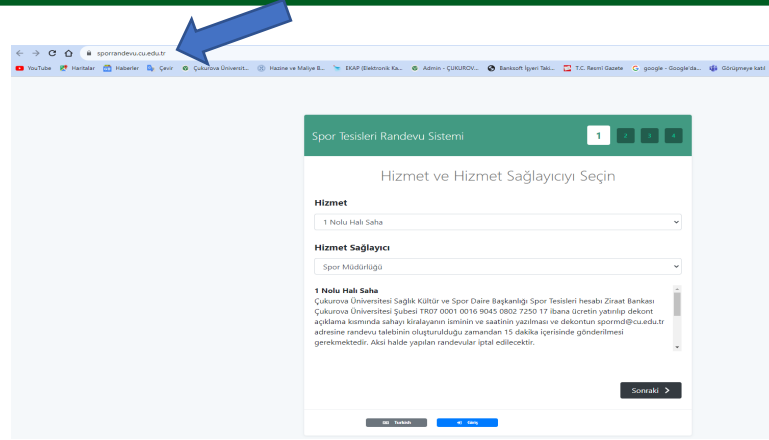 sporrandevu.cu.edu.tr
YouTube Haritalar Haberler Çevir Çukurova Üniversit... Hazine ve Maliye B... EKAP (Elektronik Ka... Admin - ÇUKUROV... Banksoft İşyeri Taki... T.C. Resmî Gazete google - Google'da... Görüşmeye katıl
Spor Tesisleri Randevu Sistemi 1 2 3 4
Hizmet ve Hizmet Sağlayıcıyı Seçin
Hizmet
1 Nolu Halı Saha
Hizmet Sağlayıcı
Spor Müdürlüğü
1 Nolu Halı Saha
Çukurova Üniversitesi Sağlık Kültür ve Spor Daire Başkanlığı Spor Tesisleri hesabı Ziraat Bankası
Çukurova Üniversitesi Şubesi TR07 0001 0016 9045 0802 7250 17 ibana ücretin yatırılıp dekont
açıklama kısmında sahayı kiralayanın isminin ve saatinin yazılması ve dekontun spormd@cu.edu.tr
adresine randevu talebinin oluşturulduğu zamandan 15 dakika içerisinde gönderilmesi
gerekmektedir. Aksi halde yapılan randevular iptal edilecektir.
Sonraki
Turkish Giriş